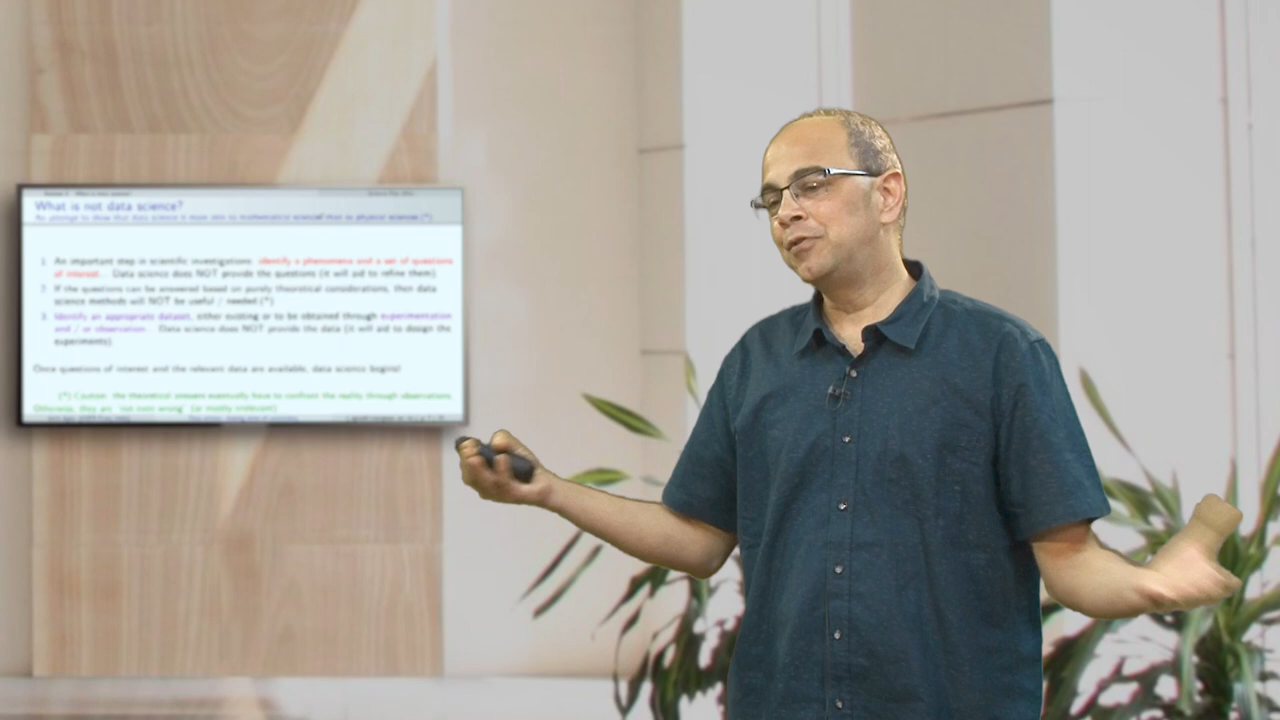 What is not data science?
An attempt to show that data science is more akin to mathematical science than to physical sciences (*)
1. An important step in scientific investigations: identify a phenomena and a set of questions
of interest... Data science does NOT provide the questions (it will aid to refine them).
2. If the questions can be answered based on purely theoretical considerations, then data
science methods will NOT be useful / needed.(*)
3. Identify an appropriate dataset, either existing or to be obtained through experimentation
and / or observation... Data science does NOT provide the data (it will aid to design the
experiments).
Once questions of interest and the relevant data are available, data science begins!
(*) Caution: the theoretical answers eventually have to confront the reality through observations.
Otherwise, they are 'not even wrong' (or mostly irrelevant)